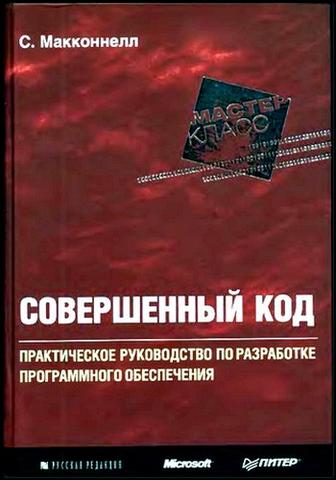 С. Макконнелл
МАСТЕР
КЛАСС
СОВЕРШЕННЫЙ КОД
ПРАКТИЧЕСКОЕ РУКОВОДСТВО ПО РАЗРАБОТКЕ
ПРОГРАММНОГО ОБЕСПЕЧЕНИЯ
РУССКАЯ РЕДАКЦИЯ Microsoft ПИТЕР